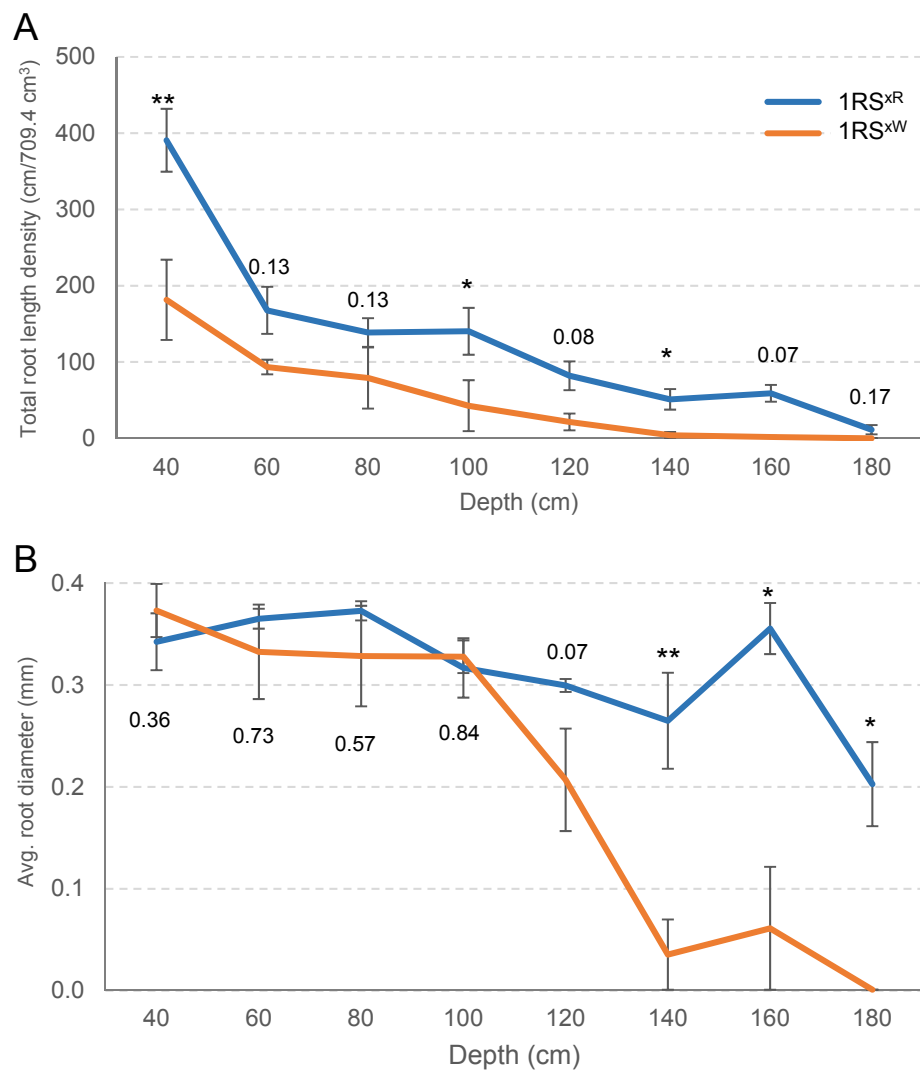 A
500
400
300
200
100
0
Total root length density (cm/709.4 cm³)
**
0.13
0.13
*
0.08
*
0.07
0.17
1RSˣᴿ
1RSˣᵂ
40 60 80 100 120 140 160 180
Depth (cm)
B
0.4
0.3
0.2
0.1
0.0
Avg. root diameter (mm)
0.36
0.73
0.57
0.84
0.07
**
*
*
40 60 80 100 120 140 160 180
Depth (cm)